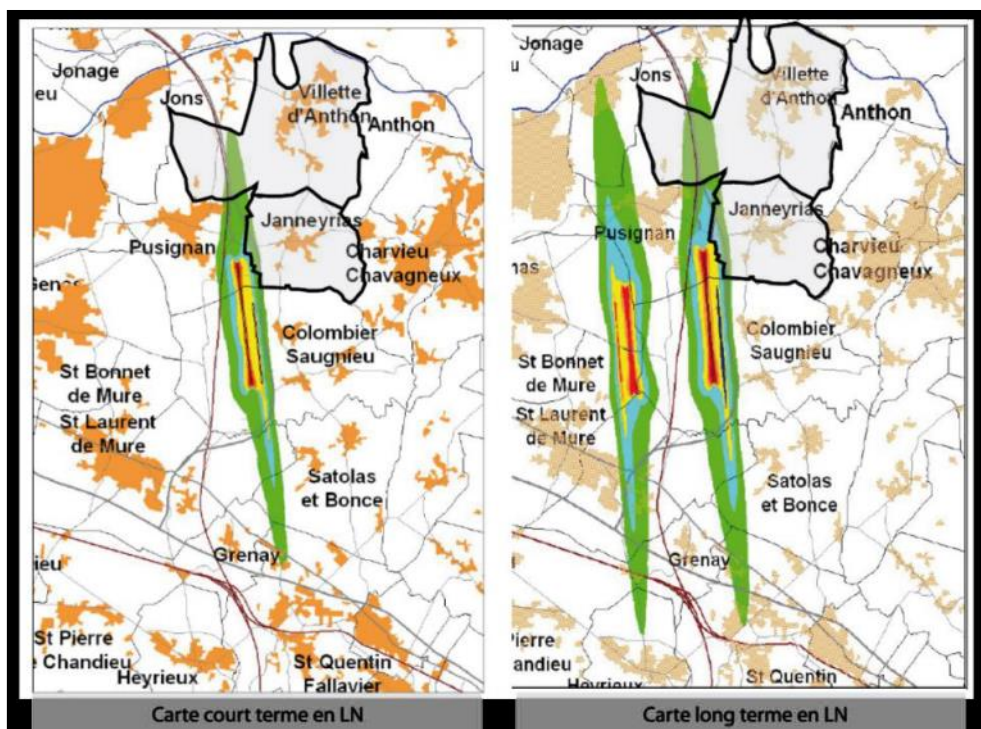 Jonage
Jons
Villette
d'Anthon
Anthon
Janneyrias
Pusignan
Charvieu
Chavagneux
Colombier
Saugnieu
St Bonnet
de Mure
St Laurent
de Mure
Satolas
et Bonce
Grenay
St Pierre
Chandieu
Heyrieux
St Quentin
Fallavier
Carte court terme en LN
Jonage
Jons
Villette
d'Anthon
Anthon
Janneyrias
Pusignan
Charvieu
Chavagneux
Colombier
Saugnieu
St Bonnet
de Mure
St Laurent
de Mure
Satolas
et Bonce
Grenay
Pierre
andieu
St Quentin
Carte long terme en LN